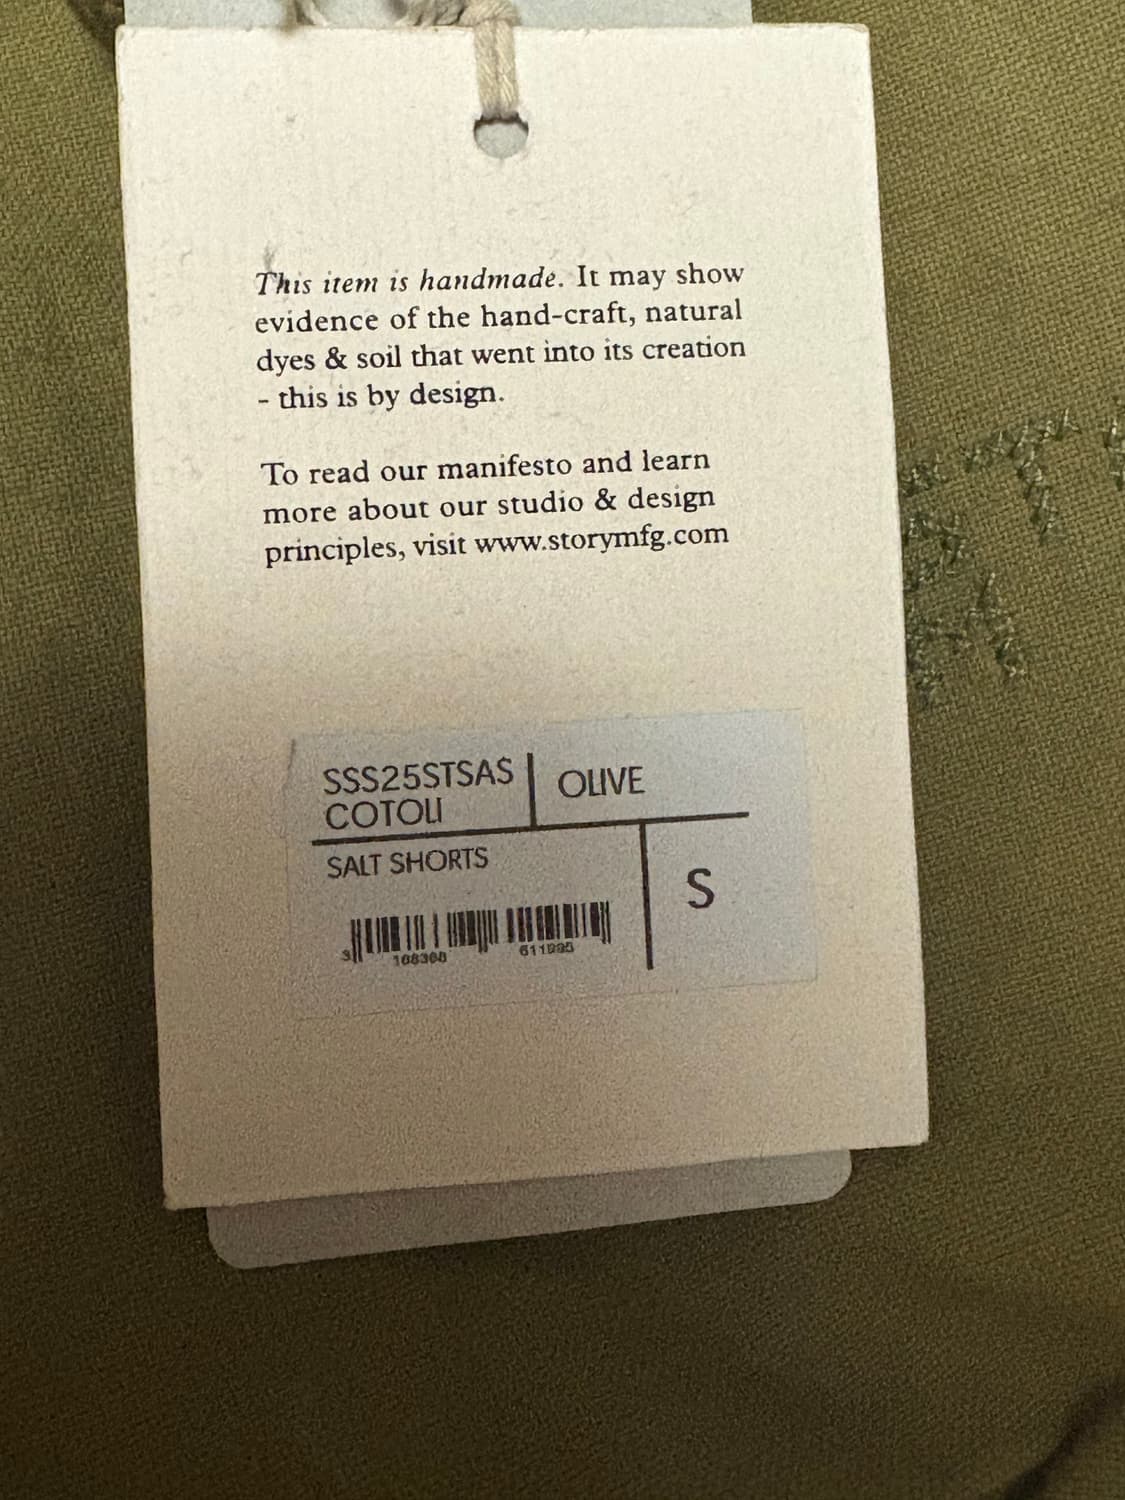 This item is handmade. It may show
evidence of the hand-craft, natural
dyes & soil that went into its creation
- this is by design.
To read our manifesto and learn
more about our studio & design
principles, visit www.storymfg.com
SSS25STSAS
COTOLI
OLIVE
SALT SHORTS
S